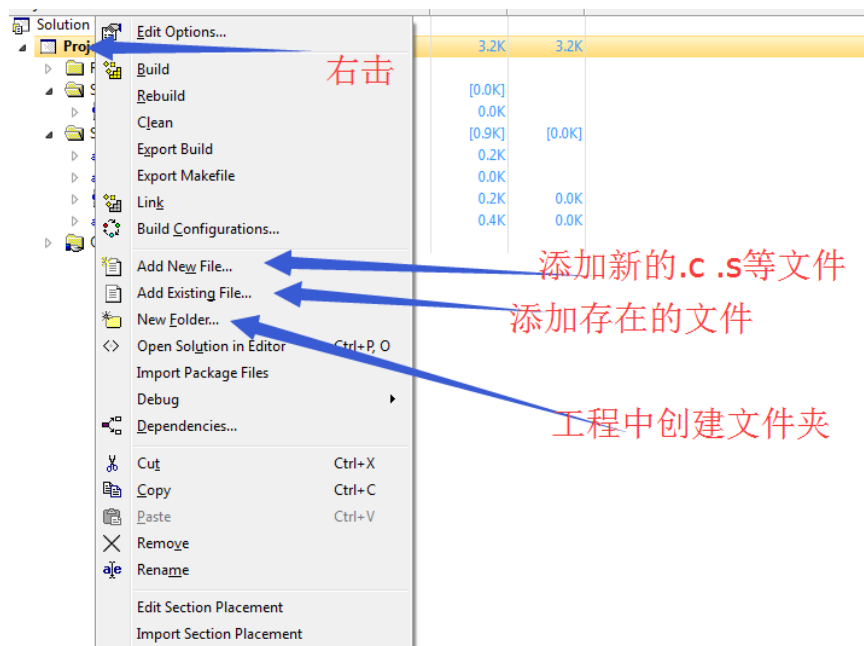 Solution
Edit Options...
Proj
3.2K 3.2K
右击
Build
Rebuild
[0.0K]
Clean
0.0K
Export Build
[0.9K] [0.0K]
0.2K
Export Makefile
0.0K
Link
0.2K 0.0K
Build Configurations...
0.4K 0.0K
Add New File...
添加新的.c .s等文件
Add Existing File...
添加存在的文件
New Folder...
Open Solution in Editor Ctrl+P, O
Import Package Files
Debug
工程中创建文件夹
Dependencies...
Cut Ctrl+X
Copy Ctrl+C
Paste Ctrl+V
Remove
Rename
Edit Section Placement
Import Section Placement